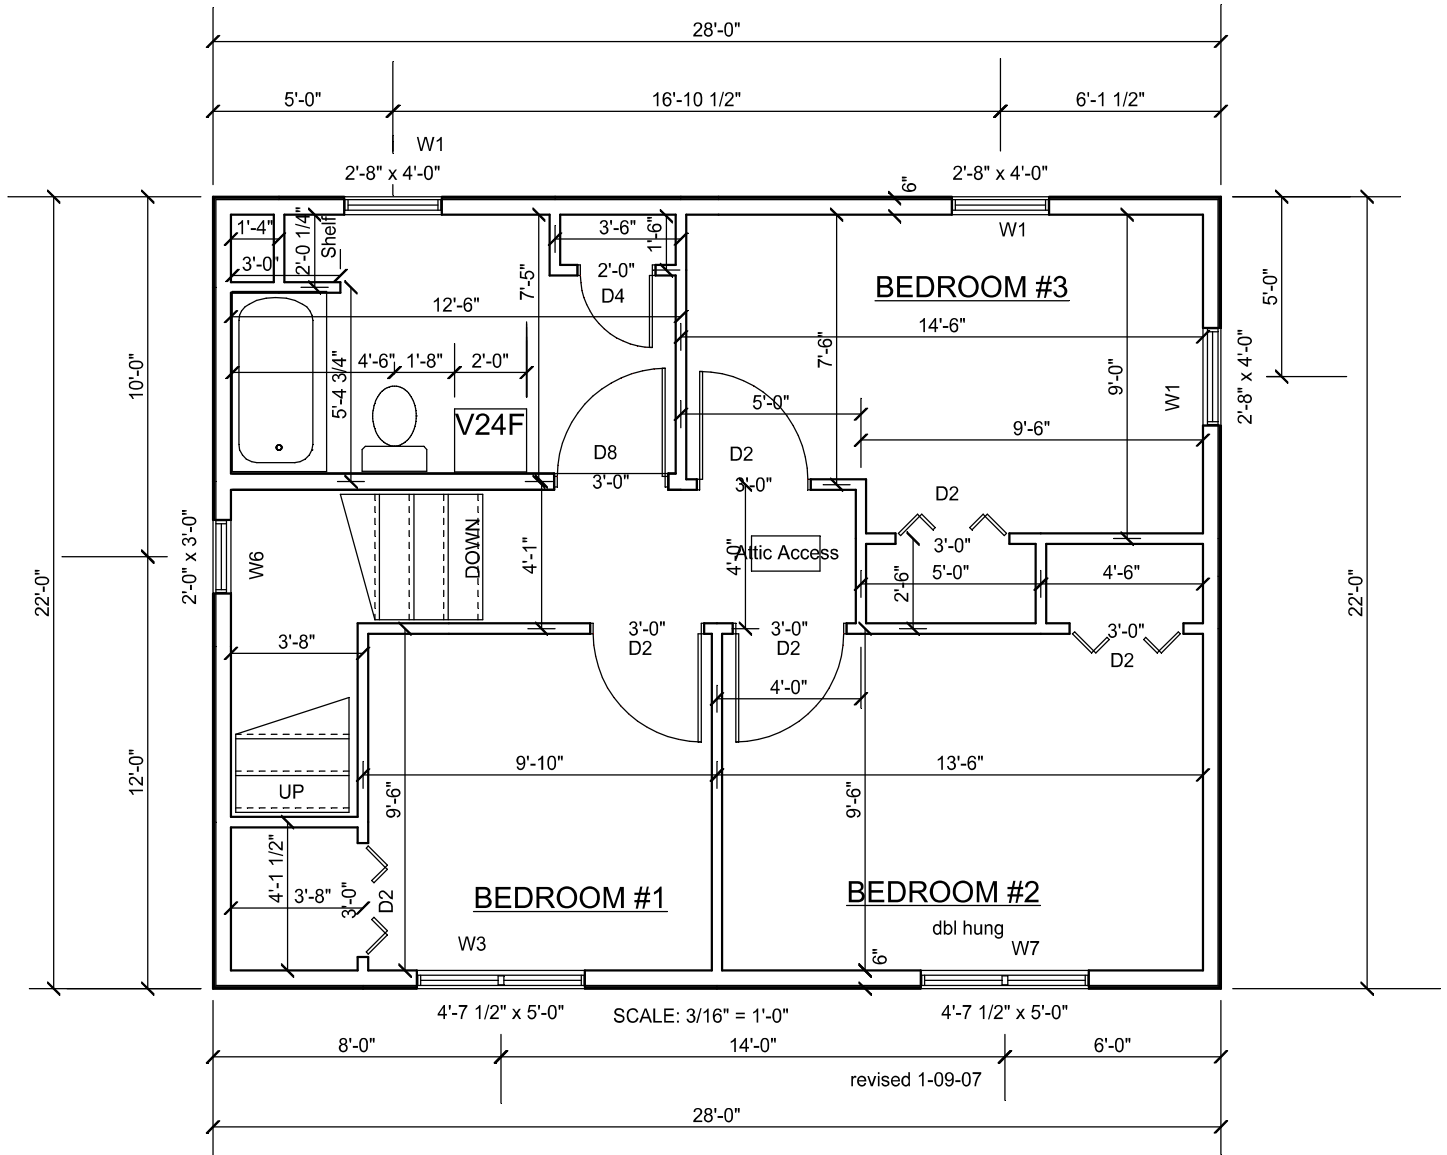 28'-0"
5'-0"
16'-10 1/2"
6'-1 1/2"
W1
2'-8" x 4'-0"
2'-8" x 4'-0"
6"
W1
1'-4"
2'-0 1/4"
Shelf
3'-0"
3'-6"
1'-6"
2'-0"
D4
7'-5"
BEDROOM #3
5'-0"
12'-6"
14'-6"
7'-6"
4'-6"
1'-8"
2'-0"
5'-4 3/4"
9'-0"
W1
2'-8" x 4'-0"
10'-0"
V24F
5'-0"
9'-6"
D8
3'-0"
D2
3'-0"
D2
3'-0"
2'-0" x 3'-0"
W6
DOWN
4'-1"
4'-0"
Attic Access
2'-6"
5'-0"
4'-6"
22'-0"
22'-0"
3'-0"
D2
3'-0"
D2
3'-0"
D2
3'-8"
4'-0"
12'-0"
UP
9'-10"
13'-6"
9'-6"
9'-6"
4'-1 1/2"
3'-8"
3'-0"
D2
BEDROOM #1
BEDROOM #2
dbl hung
W3
W7
6"
4'-7 1/2" x 5'-0"
SCALE: 3/16" = 1'-0"
4'-7 1/2" x 5'-0"
8'-0"
14'-0"
6'-0"
revised 1-09-07
28'-0"